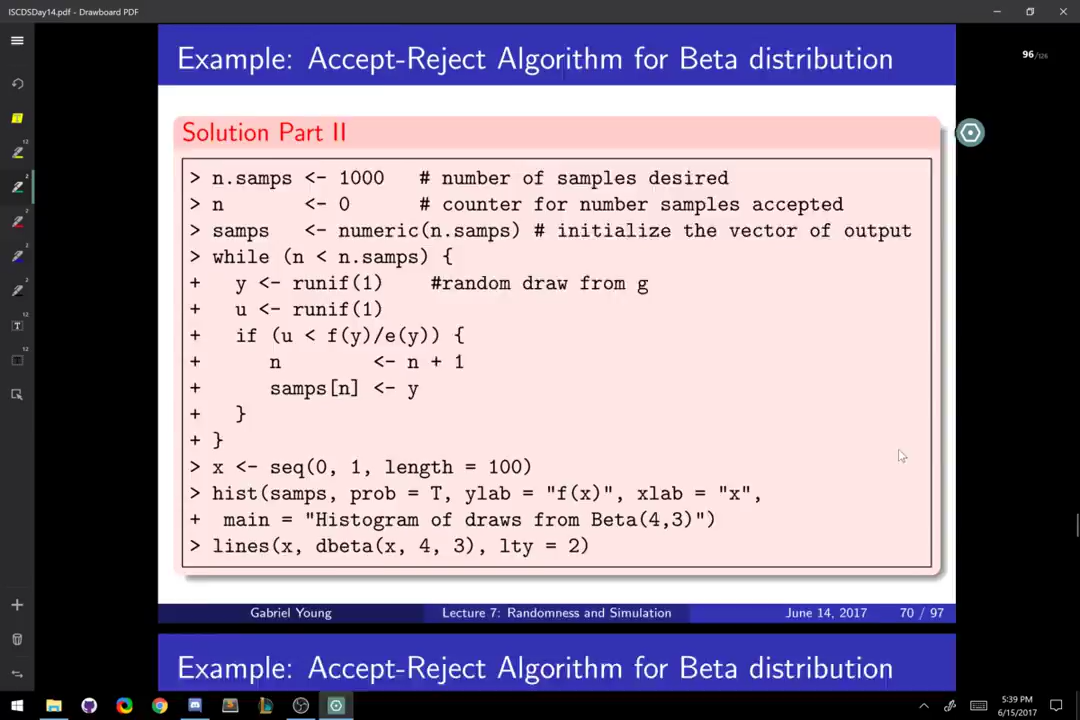 ISCDSDay14.pdf - Drawboard PDF
96/126
Example: Accept-Reject Algorithm for Beta distribution
Solution Part II
> n.samps <- 1000 # number of samples desired
> n <- 0 # counter for number samples accepted
> samps <- numeric(n.samps) # initialize the vector of output
> while (n < n.samps) {
+ y <- runif(1) #random draw from g
+ u <- runif(1)
+ if (u < f(y)/e(y)) {
+ n <- n + 1
+ samps[n] <- y
+ }
+ }
> x <- seq(0, 1, length = 100)
> hist(samps, prob = T, ylab = "f(x)", xlab = "x",
+ main = "Histogram of draws from Beta(4,3)")
> lines(x, dbeta(x, 4, 3), lty = 2)
Gabriel Young Lecture 7: Randomness and Simulation June 14, 2017 70 / 97
Example: Accept-Reject Algorithm for Beta distribution
5:39 PM
6/15/2017